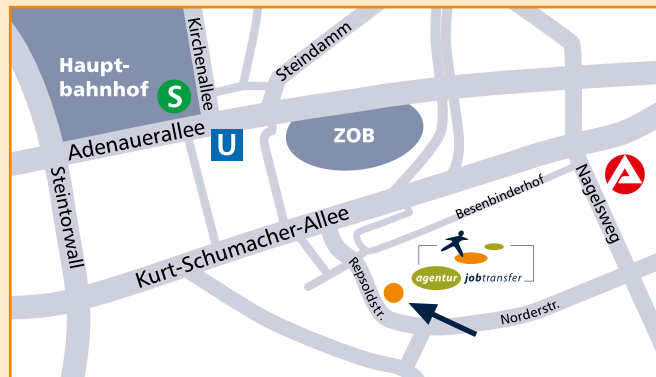 Haupt-
bahnhof
S
Kirchenallee
Steindamm
Adenauerallee
U
ZOB
Steintorwall
Kurt-Schumacher-Allee
Besenbinderhof
Nagelsweg
Repsoldstr.
agentur jobtransfer
Norderstr.